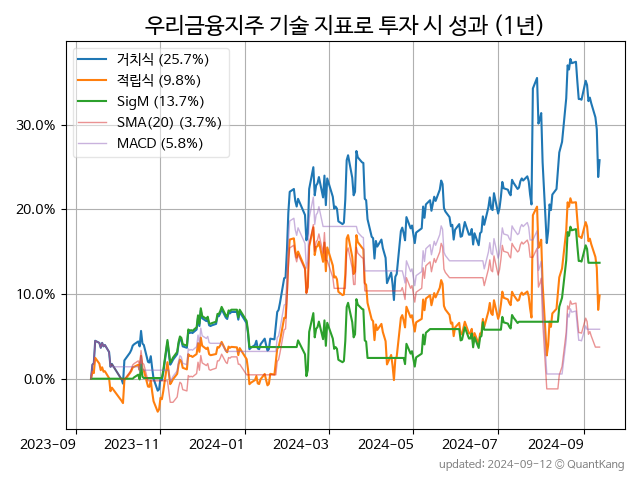 우리금융지주 기술 지표로 투자 시 성과 (1년)
거치식 (25.7%)
적립식 (9.8%)
SigM (13.7%)
SMA(20) (3.7%)
MACD (5.8%)
30.0%
20.0%
10.0%
0.0%
2023-09 2023-11 2024-01 2024-03 2024-05 2024-07 2024-09
updated: 2024-09-12 © QuantKang